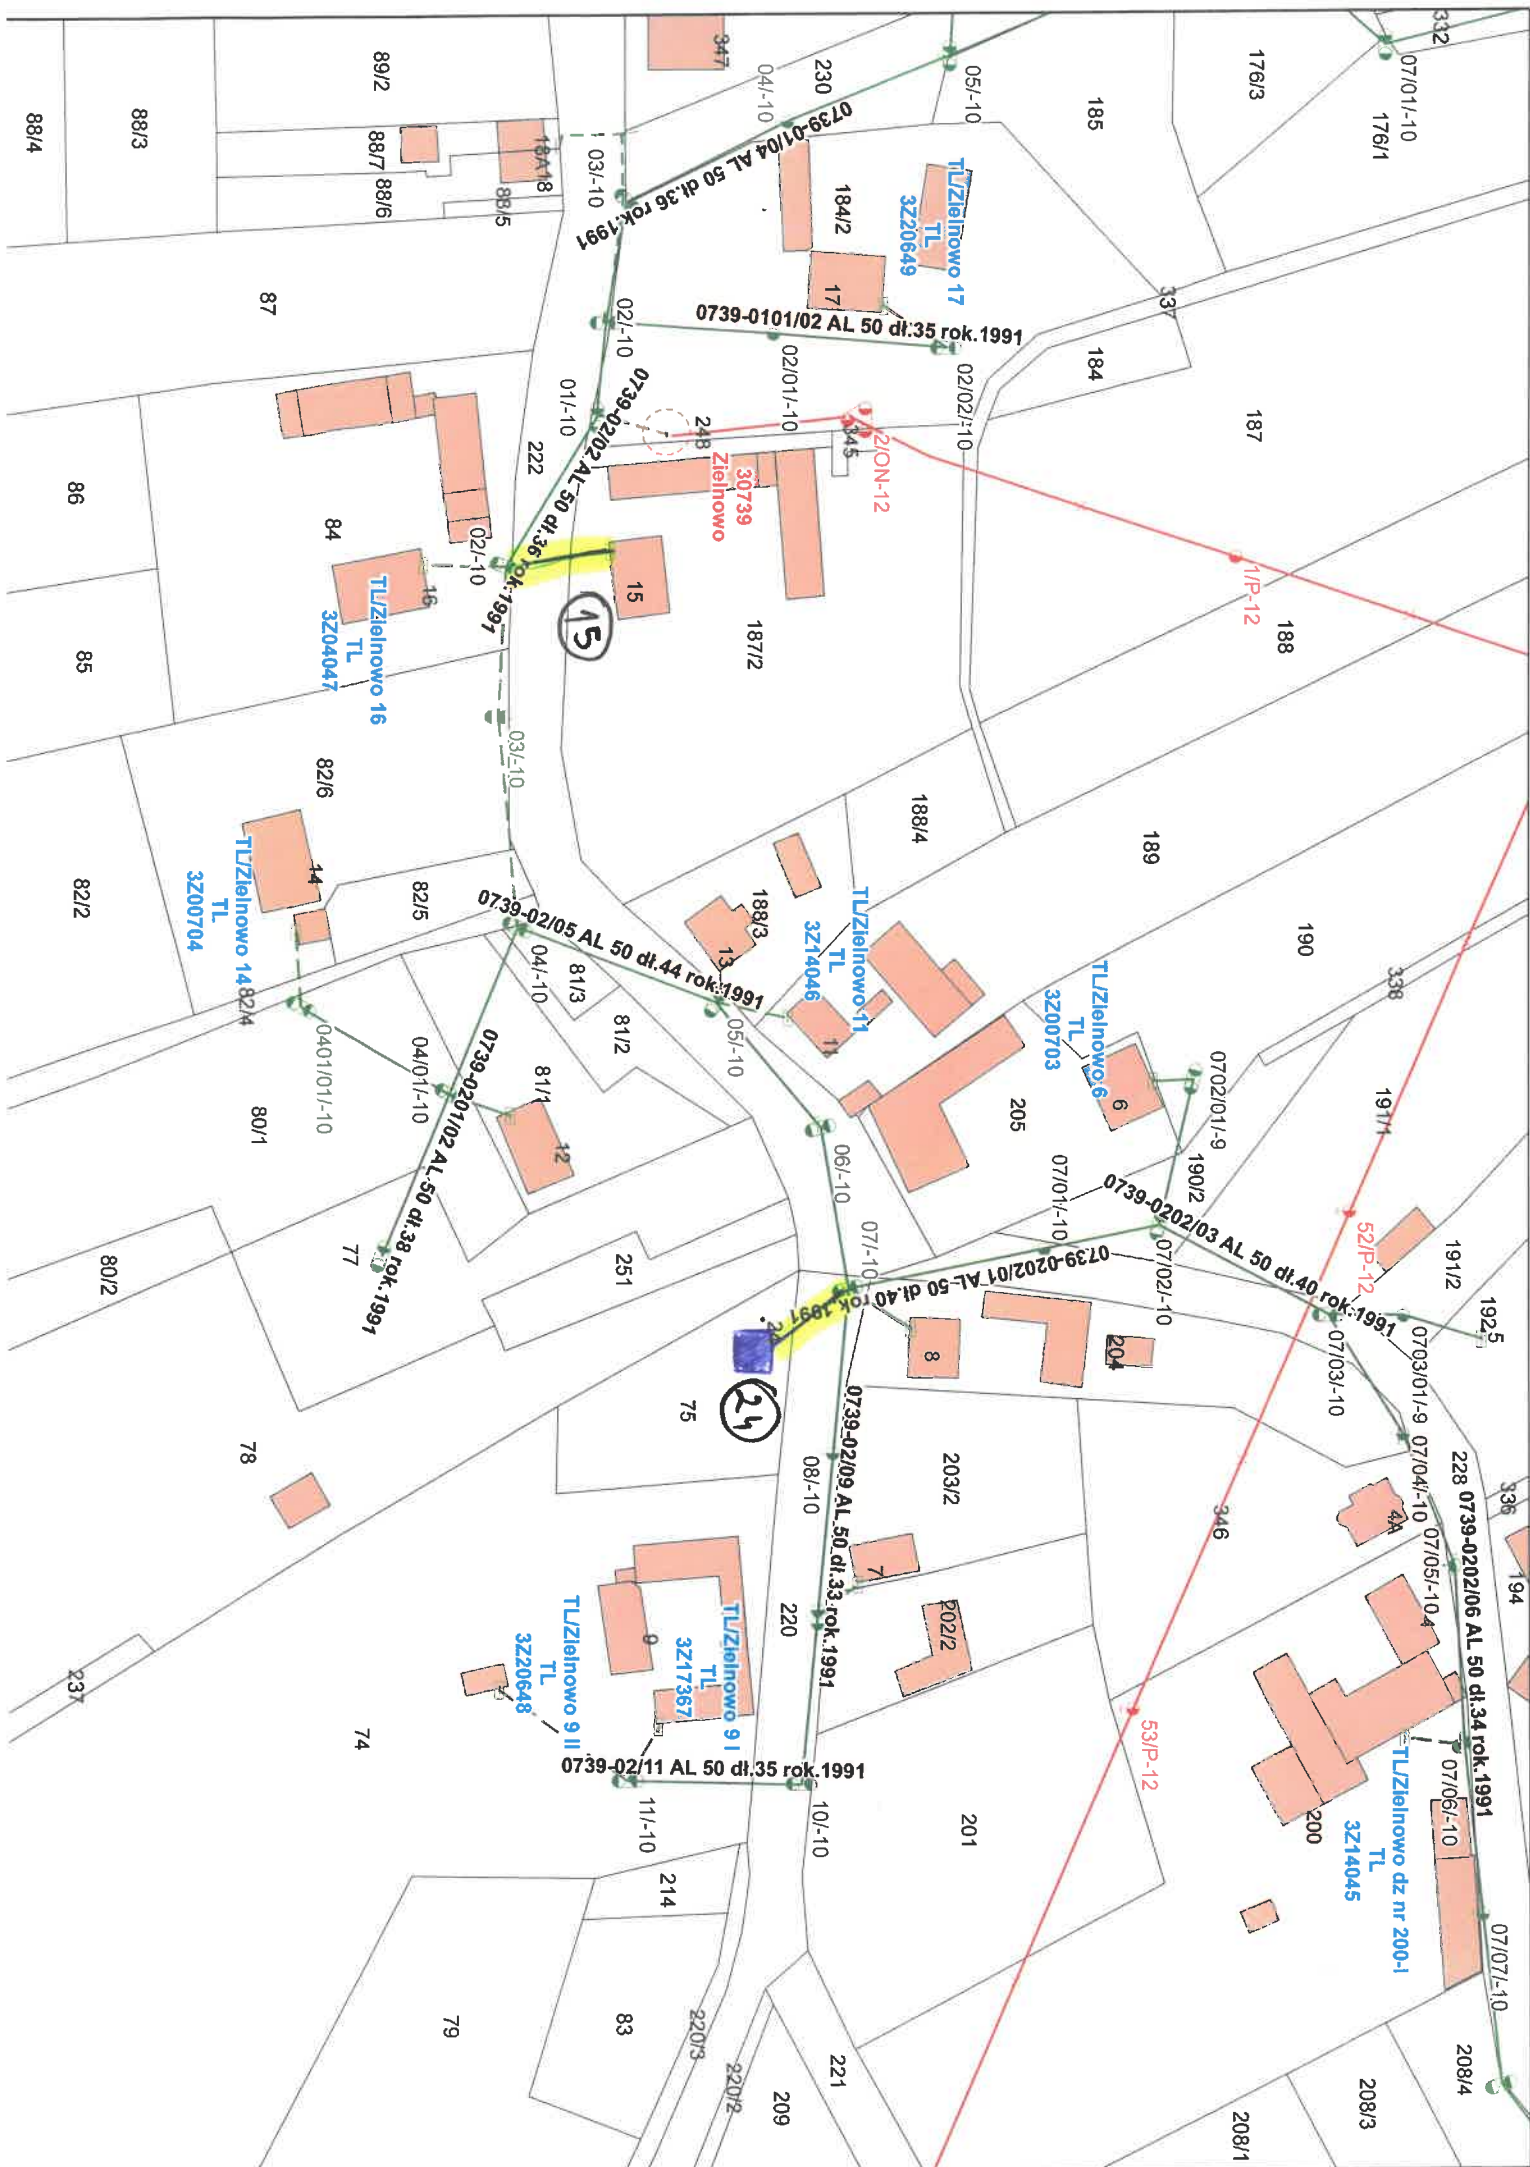 332
07/01/-10
176/1
176/3
185
05/-10
230
04/-10
347
0739-01/04 AL 50 dł.36 rok.1991
03/-10
18A18
89/2
88/7
88/6
88/5
88/3
88/4
TL/Zielnowo 17
TL
3Z20649
184/2
17
337
184
187
0739-0101/02 AL 50 dł.35 rok.1991
02/02/-10
02/01/-10
02/-10
01/-10
87
2/ON-12
345
248
30739
Zielnowo
0739-02/02 AL 50 dł.36 rok.1991
222
02/-10
86
84
16
TL/Zielnowo 16
TL
3Z04047
85
15
15
187/2
1/P-12
188
03/-10
82/6
14
TL/Zielnowo 14
TL
3Z00704
82/2
82/5
82/4
188/4
189
188/3
13
TL/Zielnowo 11
TL
3Z14046
11
0739-02/05 AL 50 dł.44 rok.1991
04/-10
05/-10
81/3
81/2
81/1
12
04/01/-10
0401/01/-10
80/1
0739-0201/02 AL 50 dł.38 rok.1991
77
80/2
251
190
338
TL/Zielnowo 6
TL
3Z00703
6
0702/01/-9
205
191/1
190/2
06/-10
07/-10
07/01/-10
07/02/-10
0739-0202/03 AL 50 dł.40 rok.1991
0739-0202/01 AL 50 dł.40 rok.1991
52/P-12
191/2
192
5
0703/01/-9
07/03/-10
204
8
24
75
78
0739-02/09 AL 50 dł.33 rok.1991
08/-10
203/2
7
202/2
220
07/04/-10
228
336
194
4A
07/05/-10
4
346
0739-0202/06 AL 50 dł.34 rok.1991
07/06/-10
200
TL/Zielnowo dz nr 200-I
TL
3Z14045
53/P-12
201
9
TL/Zielnowo 9 I
TL
3Z17367
TL/Zielnowo 9 II
TL
3Z20648
0739-02/11 AL 50 dł.35 rok.1991
11/-10
10/-10
74
237
214
83
79
220/3
220/2
209
221
07/07/-10
208/4
208/3
208/1